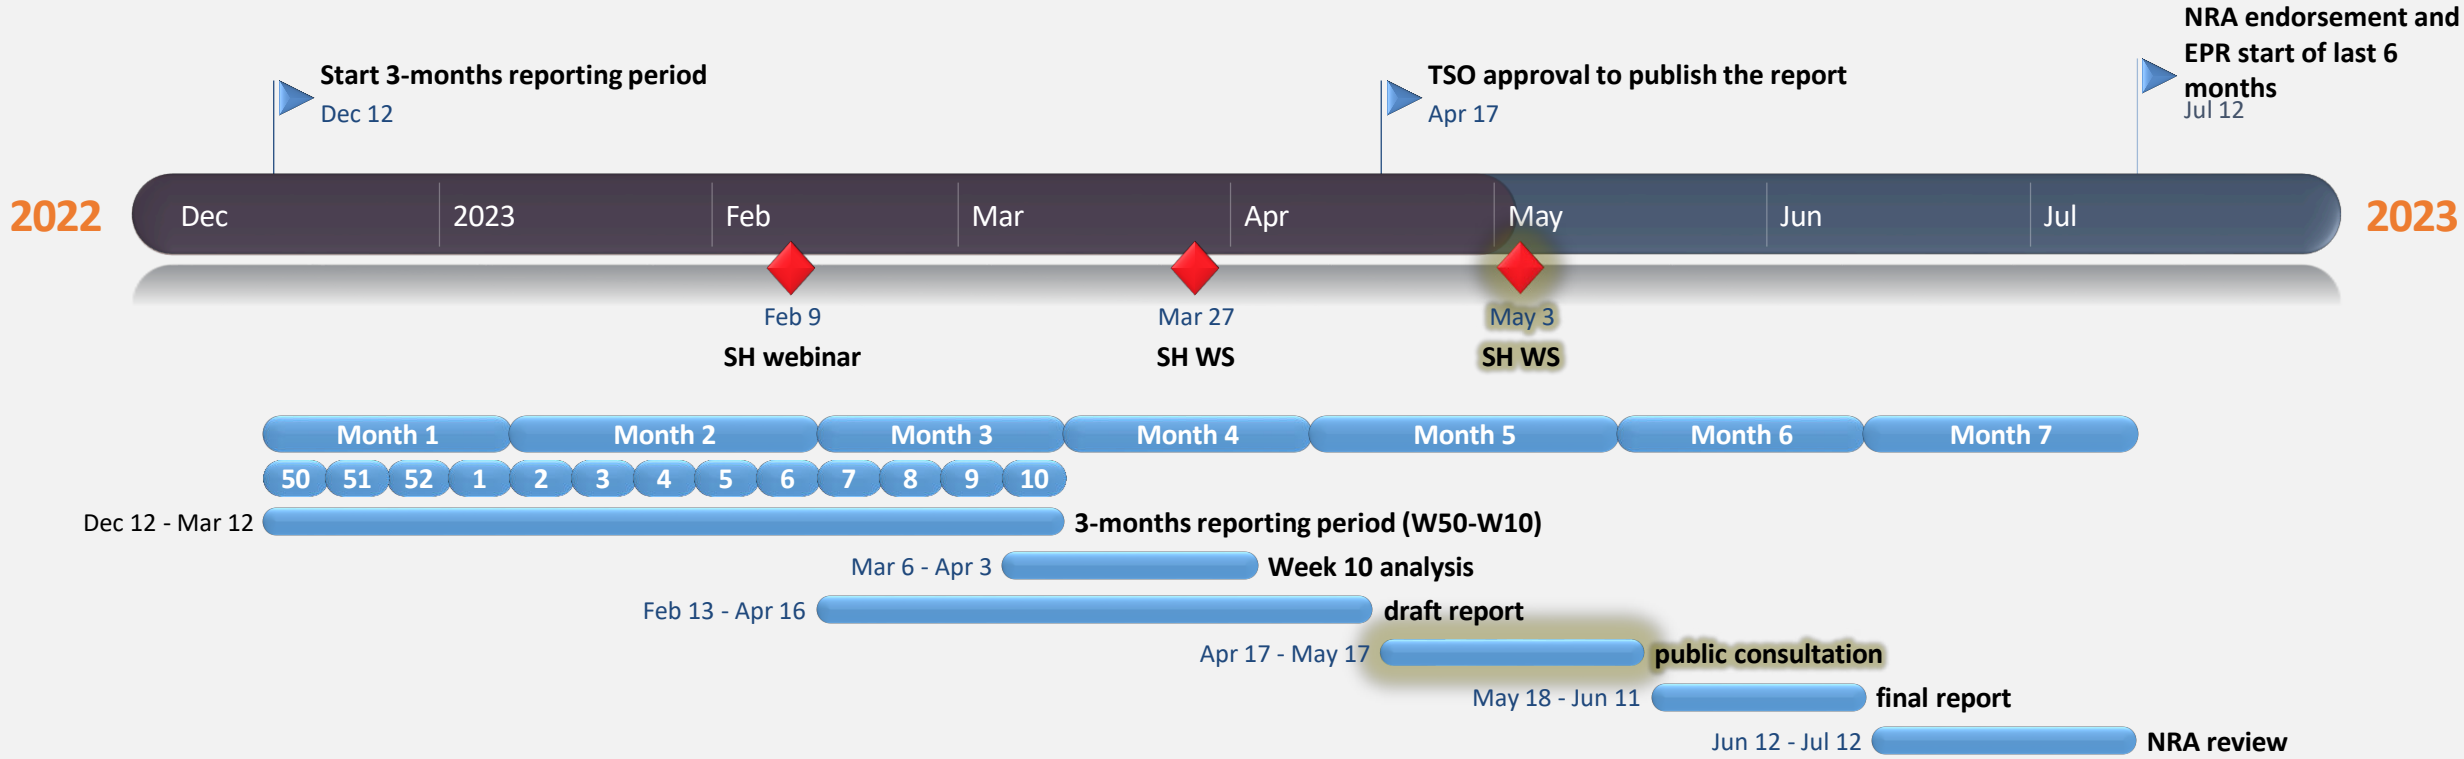 NRA endorsement and
EPR start of last 6
months
Jul 12
Start 3-months reporting period
Dec 12
TSO approval to publish the report
Apr 17
2022 Dec 2023 Feb Mar Apr May Jun Jul 2023
Feb 9 Mar 27 May 3
SH webinar SH WS SH WS
Month 1 Month 2 Month 3 Month 4 Month 5 Month 6 Month 7
50 51 52 1 2 3 4 5 6 7 8 9 10
Dec 12 - Mar 12 3-months reporting period (W50-W10)
Mar 6 - Apr 3 Week 10 analysis
Feb 13 - Apr 16 draft report
Apr 17 - May 17 public consultation
May 18 - Jun 11 final report
Jun 12 - Jul 12 NRA review